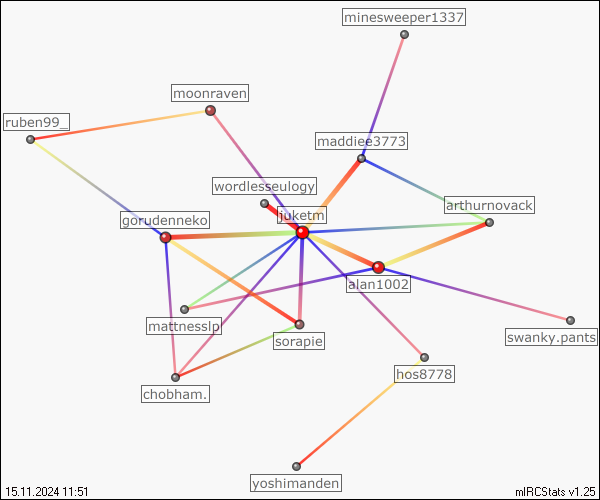 minesweeper1337
moonraven
ruben99_
maddiee3773
wordlesseulogy
arthurnovack
juketm
gorudenneko
alan1002
mattnesslp
swanky.pants
sorapie
hos8778
chobham.
yoshimanden
15.11.2024 11:51
mIRCStats v1.25